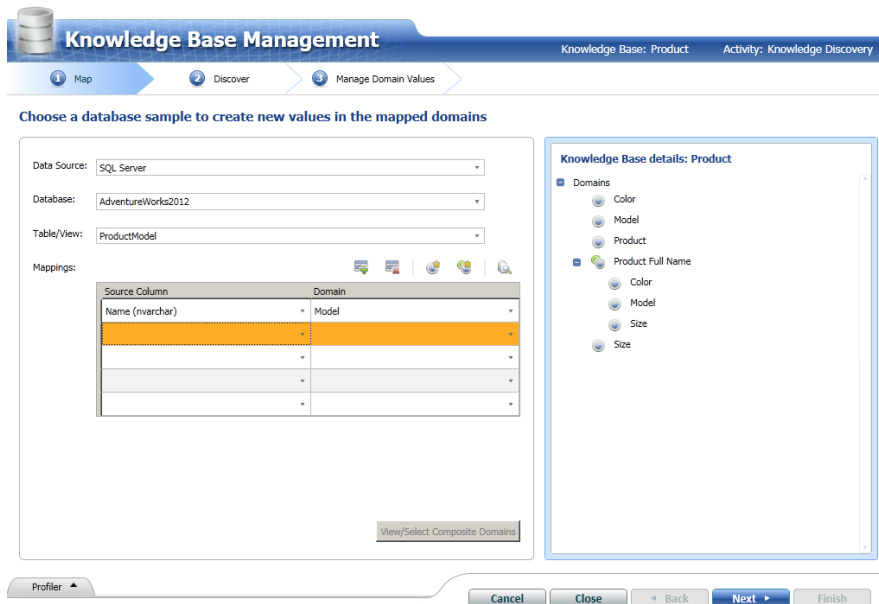 Knowledge Base Management
Knowledge Base: Product
Activity: Knowledge Discovery
1 Map
2 Discover
3 Manage Domain Values
Choose a database sample to create new values in the mapped domains
Data Source: SQL Server
Database: AdventureWorks2012
Table/View: ProductModel
Mappings:
Source Column Domain
Name (nvarchar) Model
View/Select Composite Domains
Knowledge Base details: Product
Domains
Color
Model
Product
Product Full Name
Color
Model
Size
Size
Profiler
Cancel Close Back Next Finish